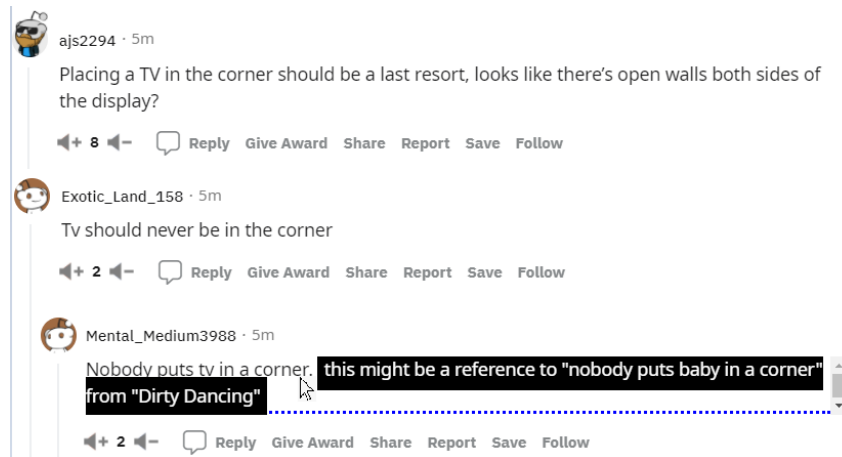 ajs2294 · 5m
Placing a TV in the corner should be a last resort, looks like there’s open walls both sides of
the display?
+ 8 − Reply Give Award Share Report Save Follow
Exotic_Land_158 · 5m
Tv should never be in the corner
+ 2 − Reply Give Award Share Report Save Follow
Mental_Medium3988 · 5m
Nobody puts tv in a corner. this might be a reference to "nobody puts baby in a corner"
from "Dirty Dancing"
+ 2 − Reply Give Award Share Report Save Follow